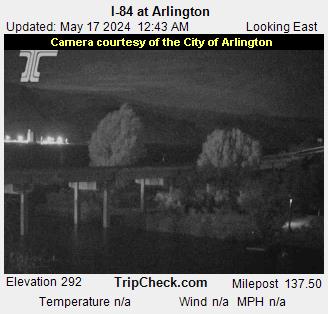 I-84 at Arlington
Updated: May 17 2024 12:43 AM Looking East
Camera courtesy of the City of Arlington
Elevation 292 TripCheck.com Milepost 137.50
Temperature n/a Wind n/a MPH n/a